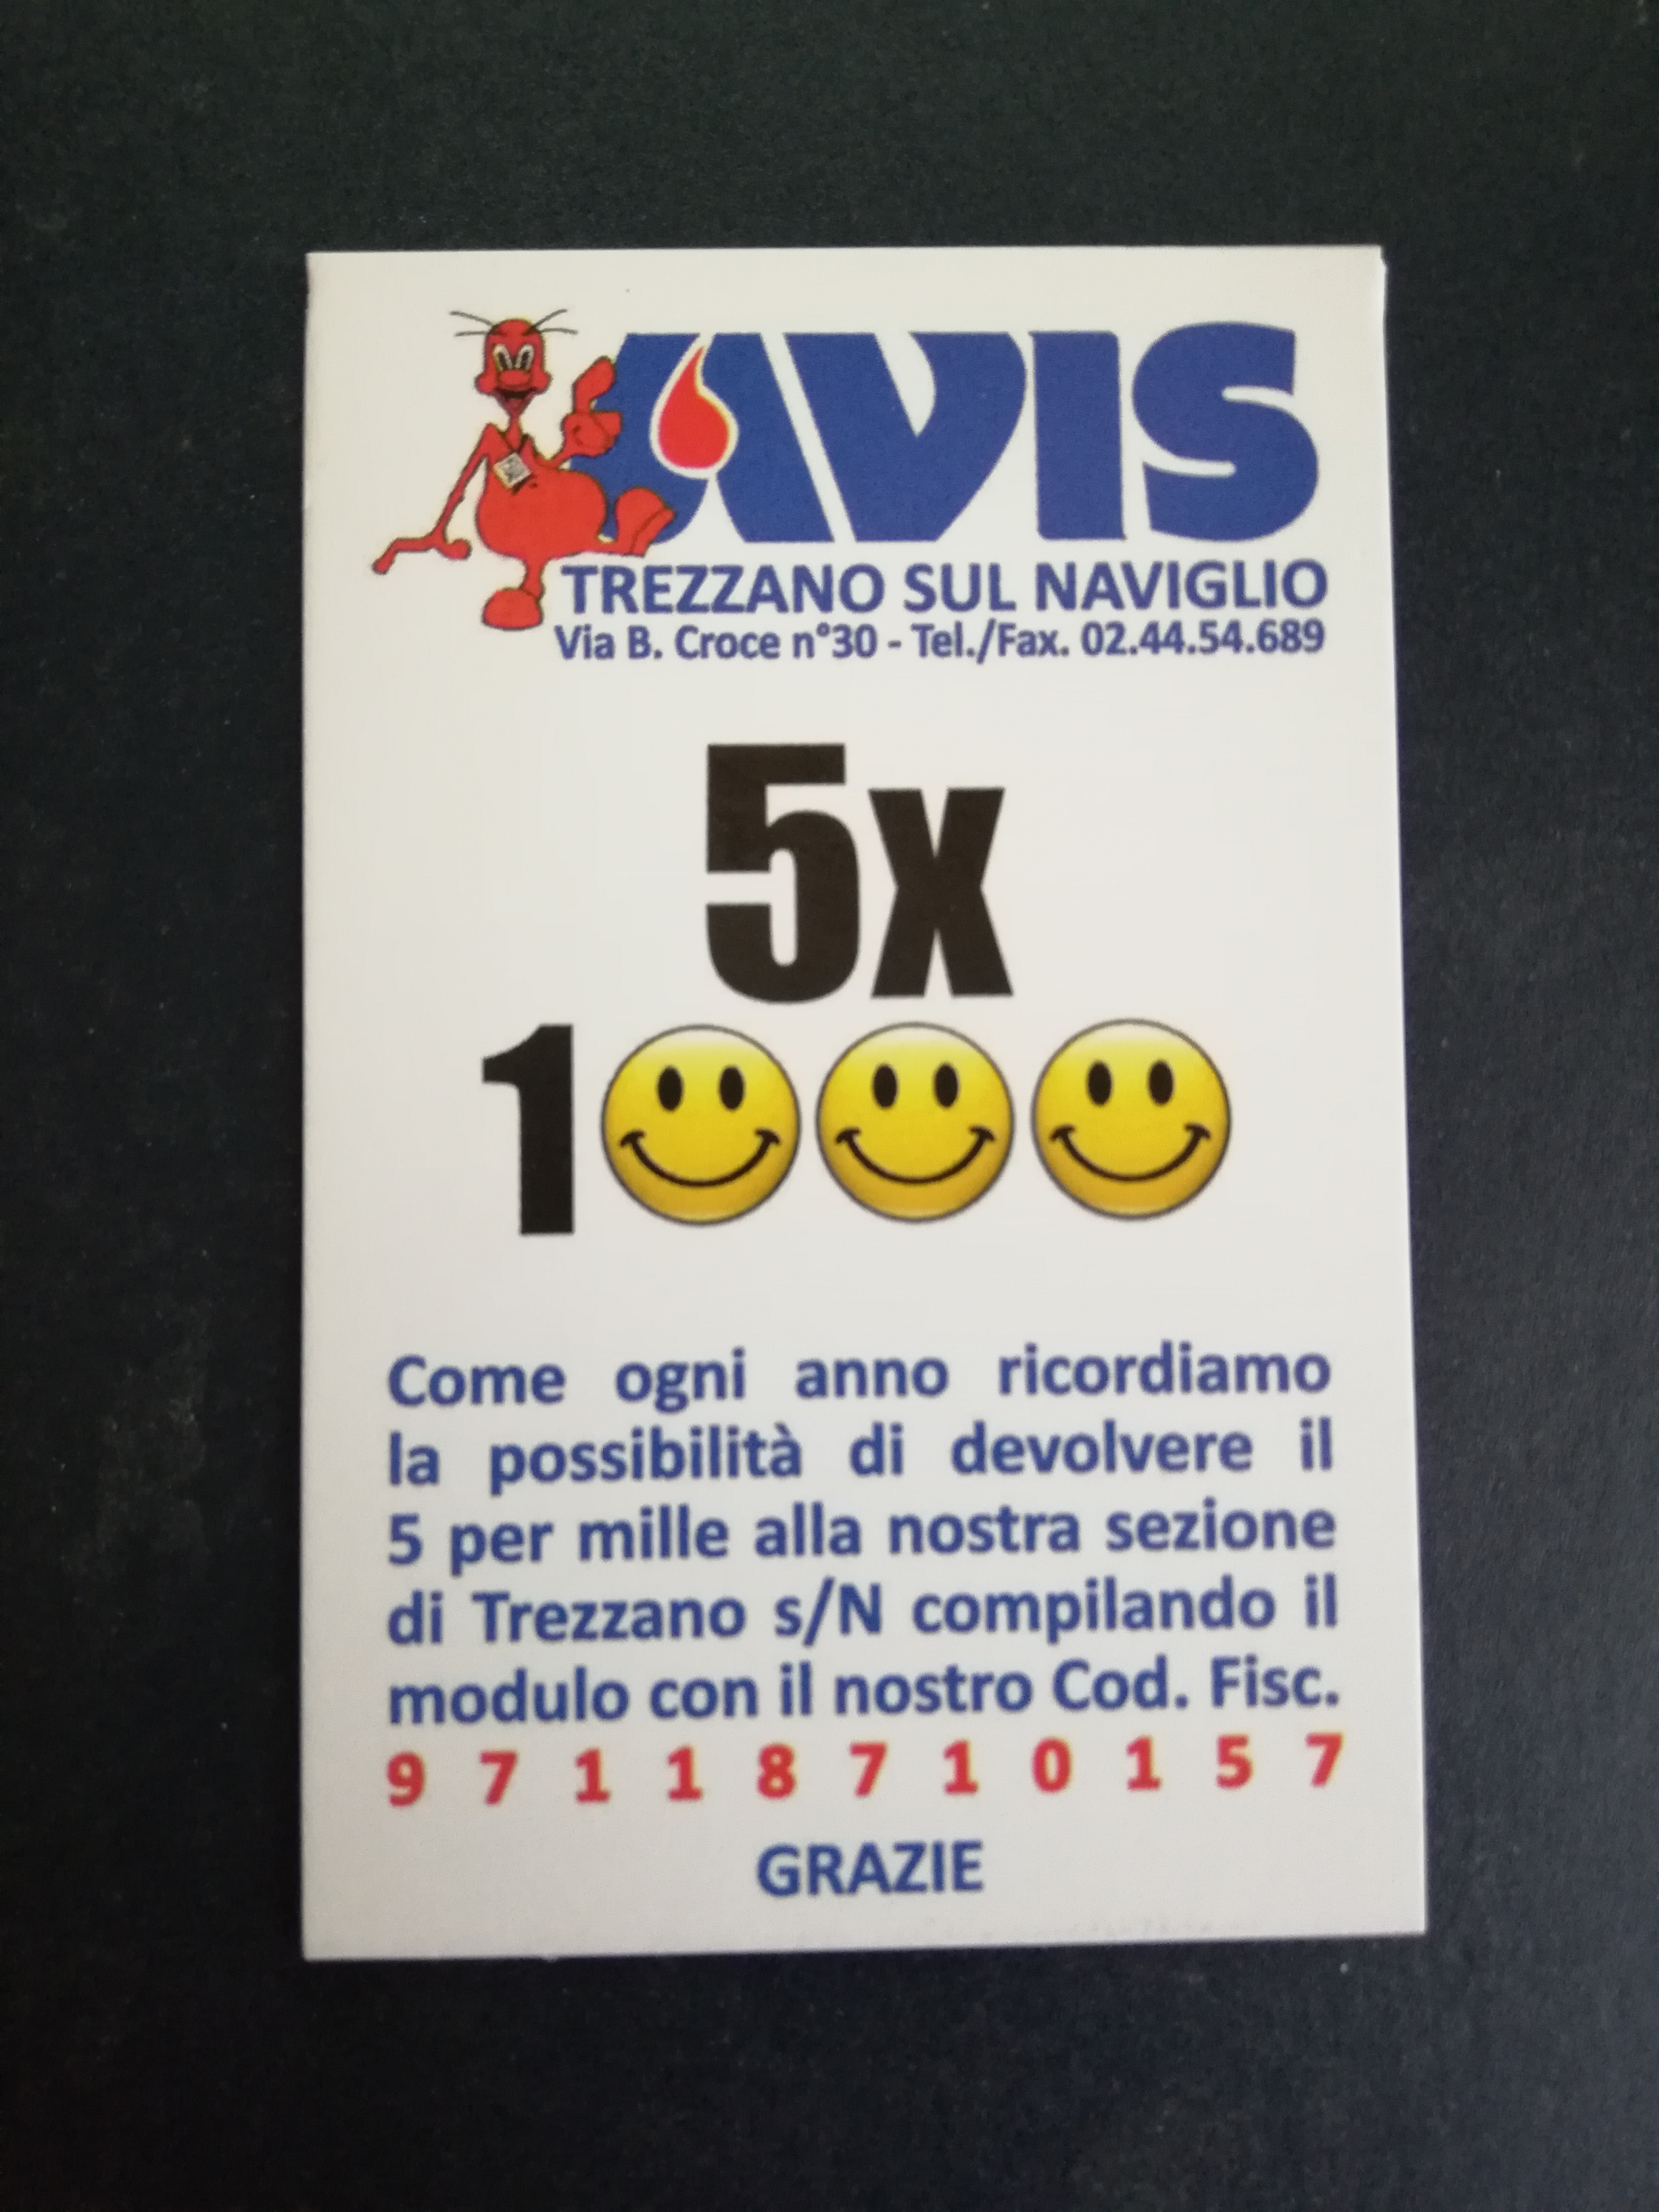 AVIS
TREZZANO SUL NAVIGLIO
Via B. Croce n°30 - Tel./Fax. 02.44.54.689
5x
1000
Come ogni anno ricordiamo
la possibilità di devolvere il
5 per mille alla nostra sezione
di Trezzano s/N compilando il
modulo con il nostro Cod. Fisc.
9 7 1 1 8 7 1 0 1 5 7
GRAZIE